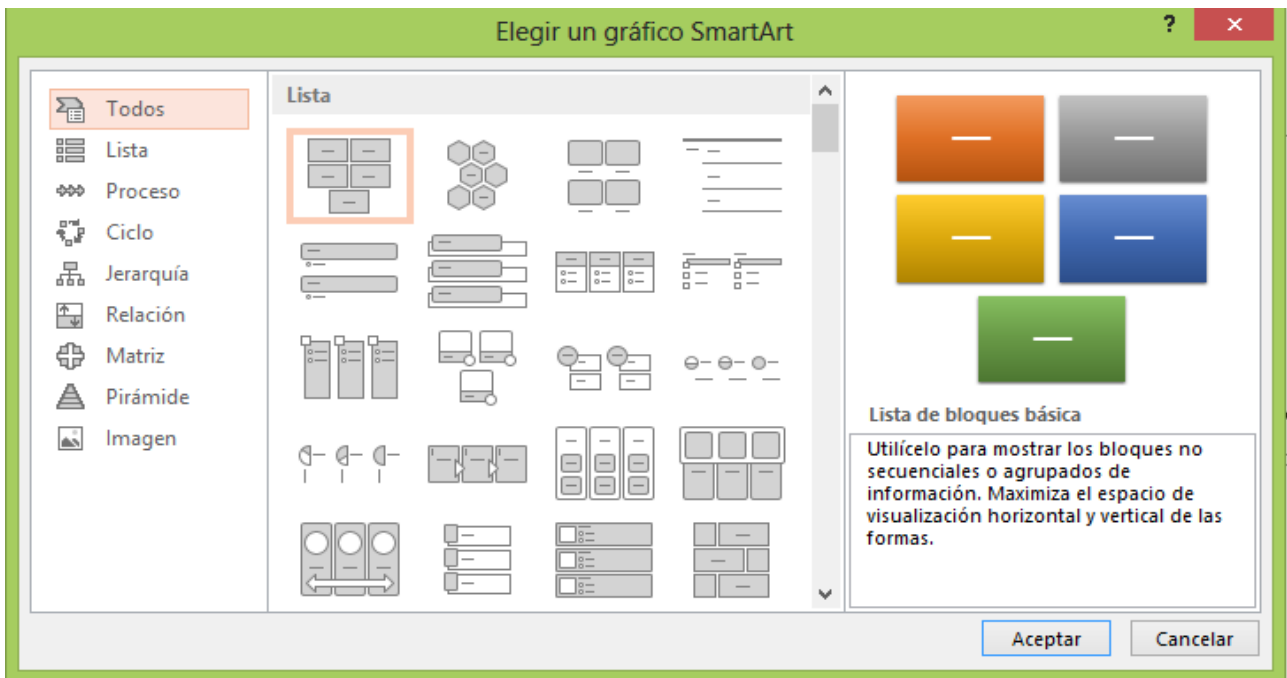 Elegir un gráfico SmartArt
?
Todos
Lista
Proceso
Ciclo
Jerarquía
Relación
Matriz
Pirámide
Imagen
Lista
Lista de bloques básica
Utilícelo para mostrar los bloques no
secuenciales o agrupados de
información. Maximiza el espacio de
visualización horizontal y vertical de las
formas.
Aceptar
Cancelar